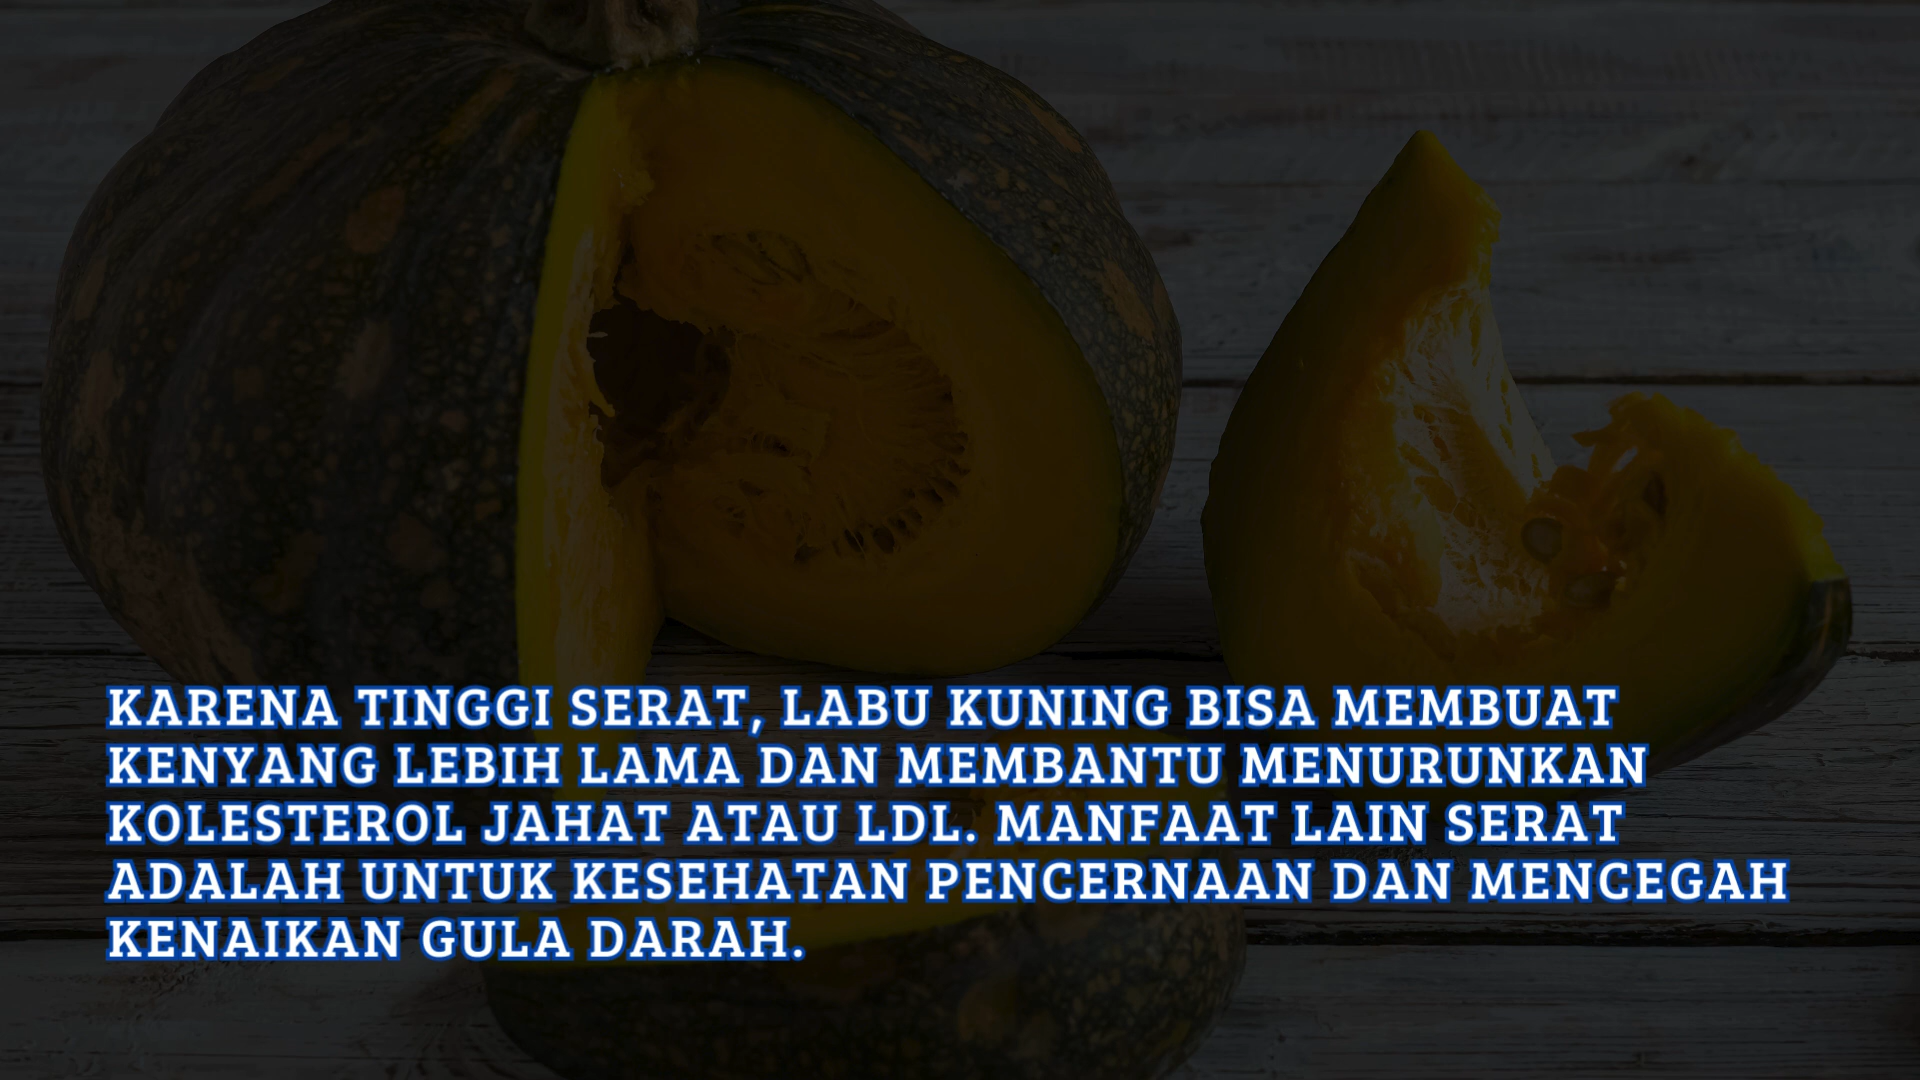 KARENA TINGGI SERAT, LABU KUNING BISA MEMBUAT
KENYANG LEBIH LAMA DAN MEMBANTU MENURUNKAN
KOLESTEROL JAHAT ATAU LDL. MANFAAT LAIN SERAT
ADALAH UNTUK KESEHATAN PENCERNAAN DAN MENCEGAH
KENAIKAN GULA DARAH.